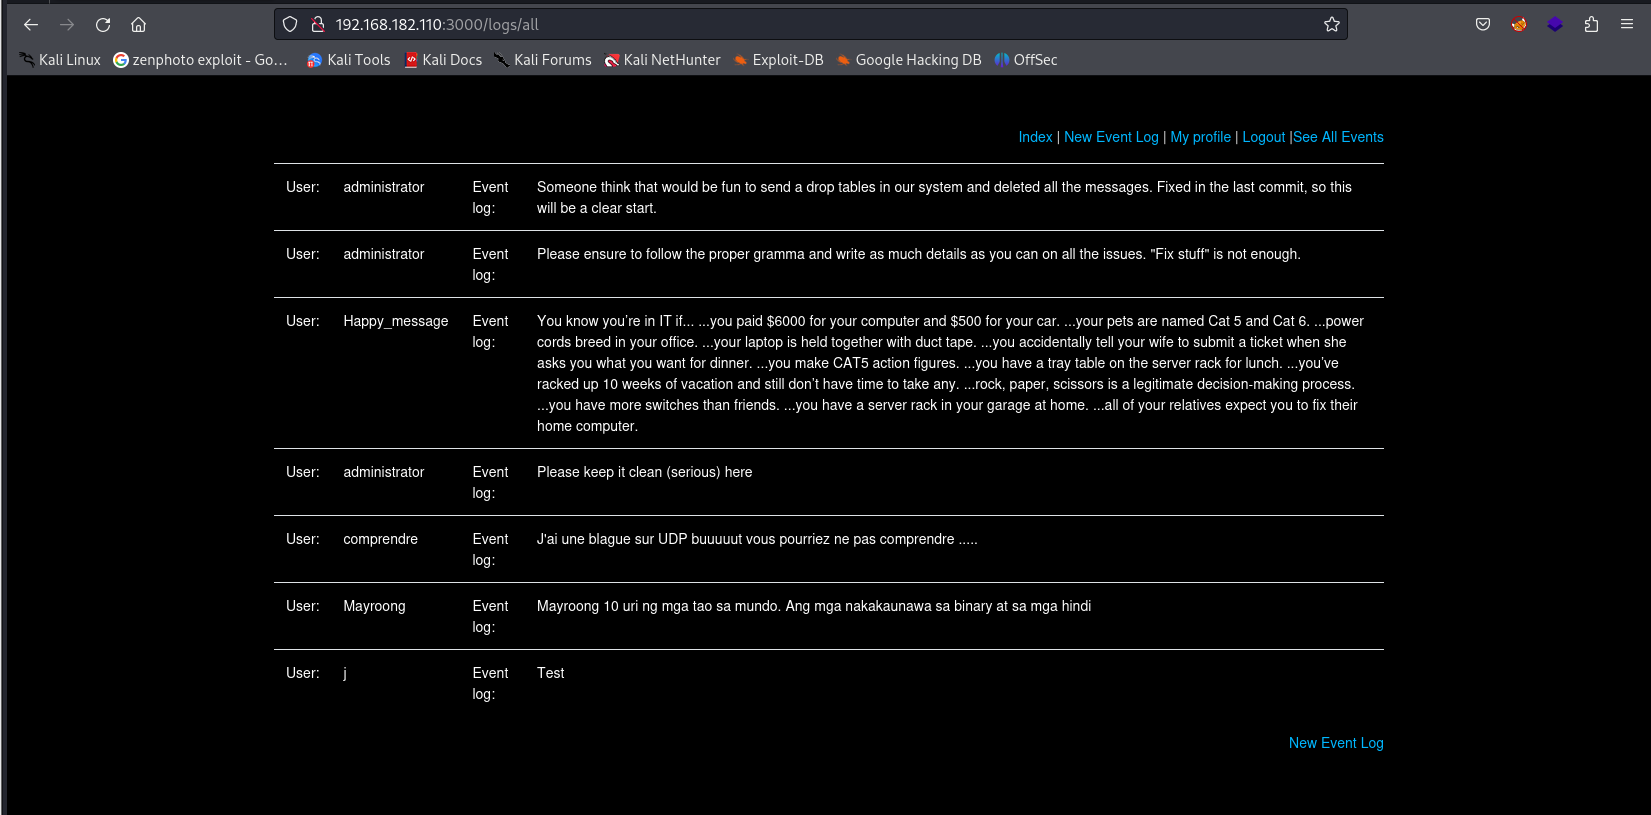 192.168.182.110:3000/logs/all
Kali Linux zenphoto exploit - Go... Kali Tools Kali Docs Kali Forums Kali NetHunter Exploit-DB Google Hacking DB OffSec
Index | New Event Log | My profile | Logout |See All Events
User: administrator Event log: Someone think that would be fun to send a drop tables in our system and deleted all the messages. Fixed in the last commit, so this
will be a clear start.
User: administrator Event log: Please ensure to follow the proper gramma and write as much details as you can on all the issues. "Fix stuff" is not enough.
User: Happy_message Event log: You know you're in IT if... ...you paid $6000 for your computer and $500 for your car. ...your pets are named Cat 5 and Cat 6. ...power
cords breed in your office. ...your laptop is held together with duct tape. ...you accidentally tell your wife to submit a ticket when she
asks you what you want for dinner. ...you make CAT5 action figures. ...you have a tray table on the server rack for lunch. ...you've
racked up 10 weeks of vacation and still don't have time to take any. ...rock, paper, scissors is a legitimate decision-making process.
...you have more switches than friends. ...you have a server rack in your garage at home. ...all of your relatives expect you to fix their
home computer.
User: administrator Event log: Please keep it clean (serious) here
User: comprendre Event log: J'ai une blague sur UDP buuuuut vous pourriez ne pas comprendre .....
User: Mayroong Event log: Mayroong 10 uri ng mga tao sa mundo. Ang mga nakakaunawa sa binary at sa mga hindi
User: j Event log: Test
New Event Log